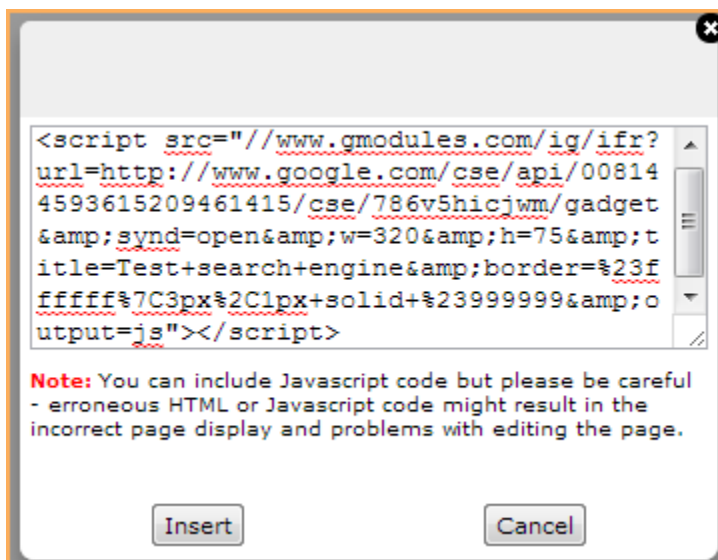 <script src="//www.gmodules.com/ig/ifr?
url=http://www.google.com/cse/api/00814
4593615209461415/cse/786v5hicjwm/gadget
&amp;synd=open&amp;w=320&amp;h=75&amp;t
itle=Test+search+engine&amp;border=%23f
fffff%7C3px%2C1px+solid+%23999999&amp;o
utput=js"></script>
Note: You can include Javascript code but please be careful
- erroneous HTML or Javascript code might result in the
incorrect page display and problems with editing the page.
Insert Cancel